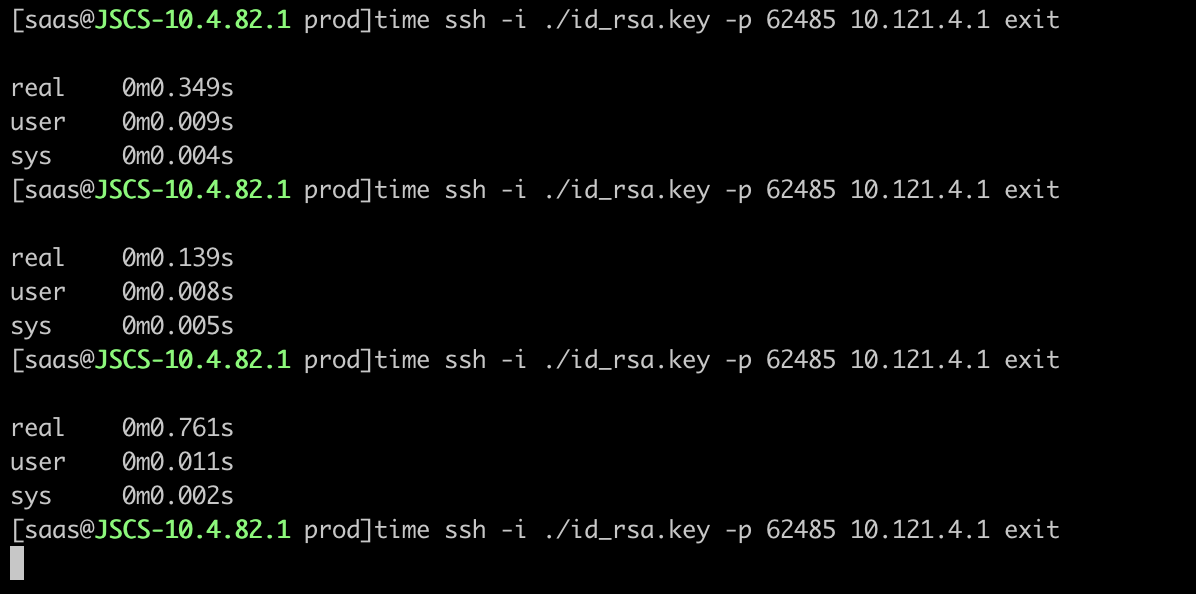 [saas@JSCS-10.4.82.1 prod]time ssh -i ./id_rsa.key -p 62485 10.121.4.1 exit
real    0m0.349s
user    0m0.009s
sys     0m0.004s
[saas@JSCS-10.4.82.1 prod]time ssh -i ./id_rsa.key -p 62485 10.121.4.1 exit
real    0m0.139s
user    0m0.008s
sys     0m0.005s
[saas@JSCS-10.4.82.1 prod]time ssh -i ./id_rsa.key -p 62485 10.121.4.1 exit
real    0m0.761s
user    0m0.011s
sys     0m0.002s
[saas@JSCS-10.4.82.1 prod]time ssh -i ./id_rsa.key -p 62485 10.121.4.1 exit